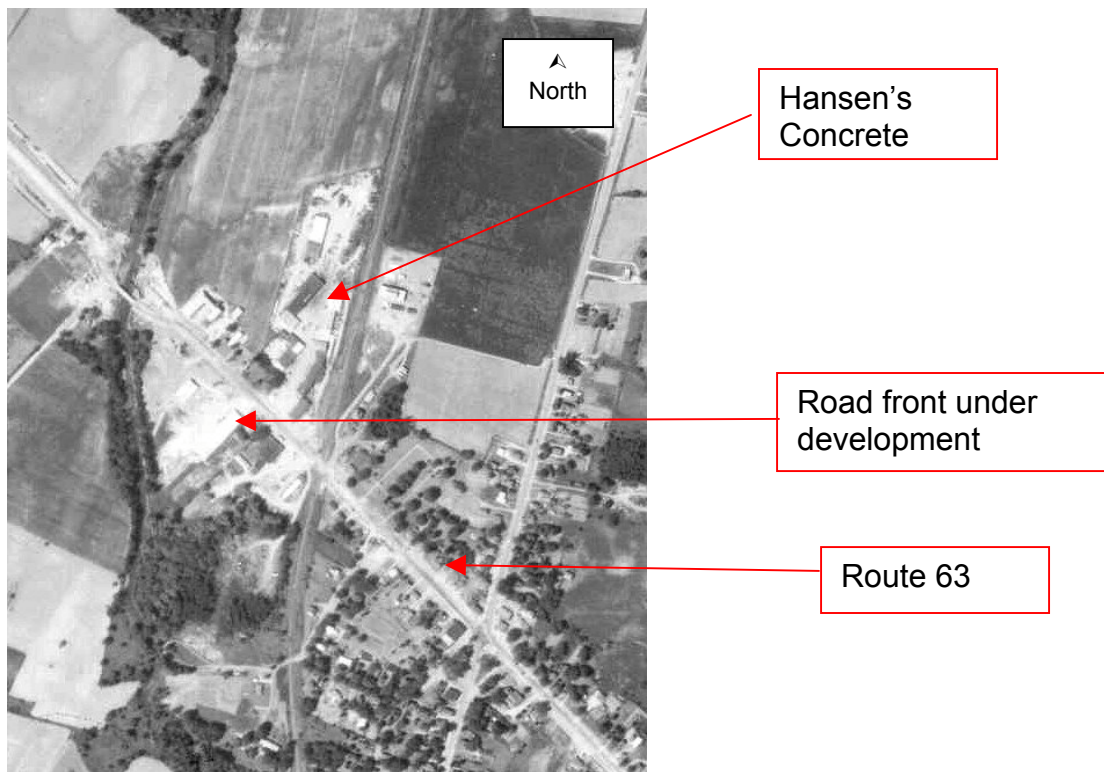 North
Hansen's
Concrete
Road front under
development
Route 63